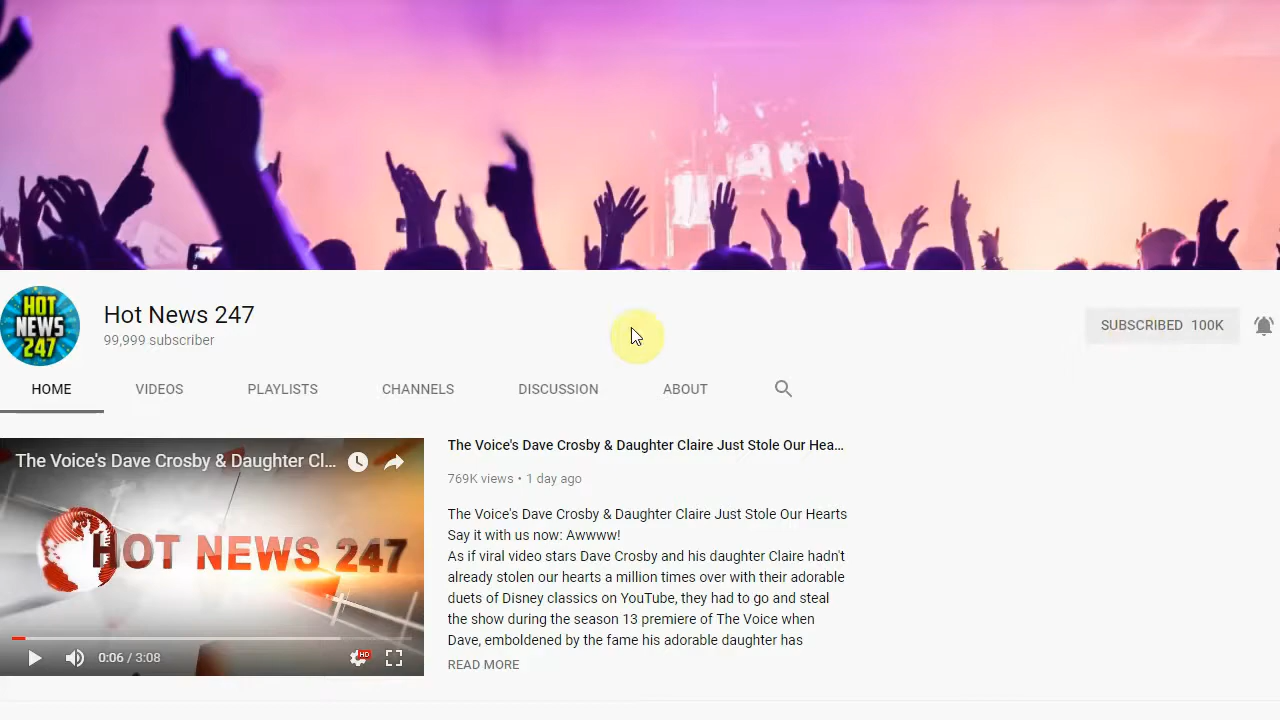 HOT
NEWS
247
Hot News 247
99,999 subscriber
SUBSCRIBED 100K
HOME
VIDEOS
PLAYLISTS
CHANNELS
DISCUSSION
ABOUT
The Voice's Dave Crosby & Daughter Cl...
HOT NEWS 247
0:06 / 3:08
HD
The Voice's Dave Crosby & Daughter Claire Just Stole Our Hea...
769K views • 1 day ago
The Voice's Dave Crosby & Daughter Claire Just Stole Our Hearts
Say it with us now: Awwww!
As if viral video stars Dave Crosby and his daughter Claire hadn't
already stolen our hearts a million times over with their adorable
duets of Disney classics on YouTube, they had to go and steal
the show during the season 13 premiere of The Voice when
Dave, emboldened by the fame his adorable daughter has
READ MORE